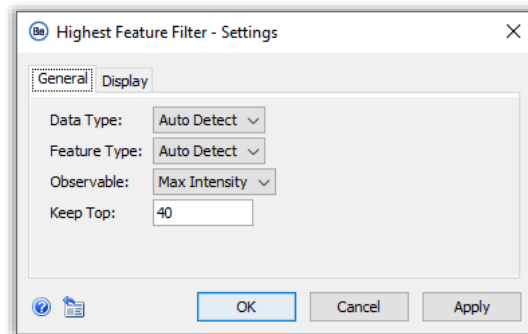 Be Highest Feature Filter - Settings
General Display
Data Type: Auto Detect
Feature Type: Auto Detect
Observable: Max Intensity
Keep Top: 40
? OK Cancel Apply